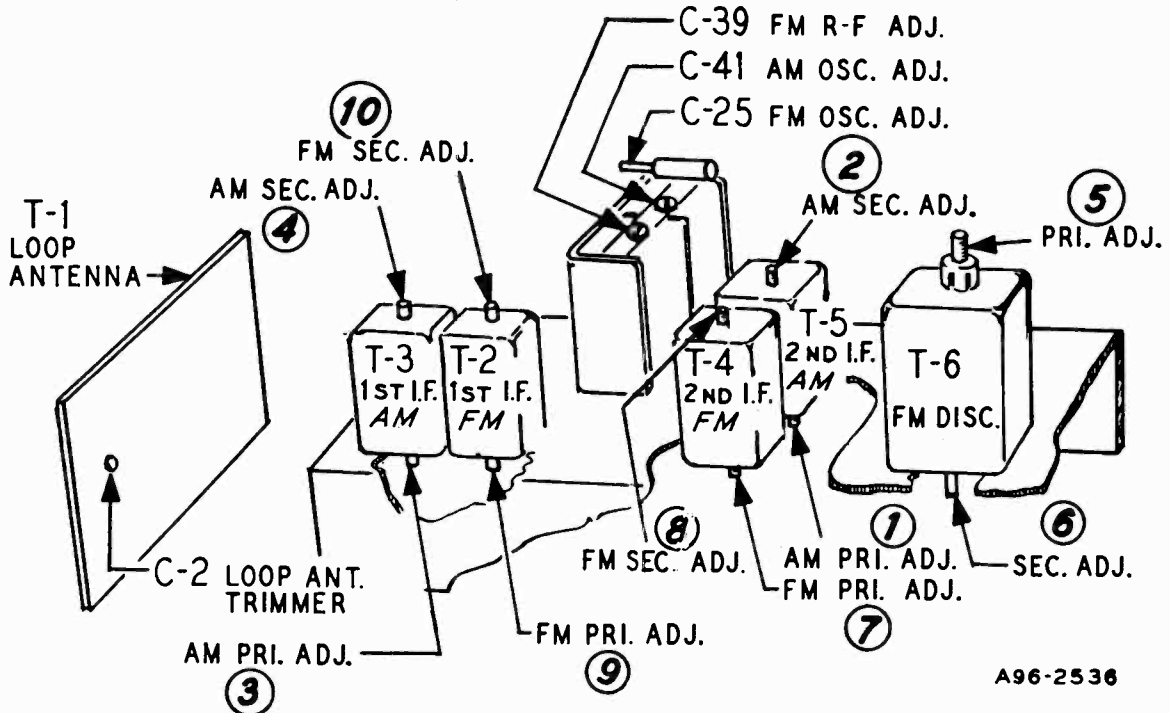 C-39 FM R-F ADJ.
C-41 AM OSC. ADJ.
C-25 FM OSC. ADJ.
10
FM SEC. ADJ.
2
AM SEC. ADJ.
AM SEC. ADJ.
4
5
PRI. ADJ.
T-1
LOOP
ANTENNA
T-3
1ST I.F.
AM
T-2
1ST I.F.
FM
T-4
2ND I.F.
FM
T-5
2ND I.F.
AM
T-6
FM DISC.
8
FM SEC. ADJ.
1
AM PRI. ADJ.
FM PRI. ADJ.
7
6
SEC. ADJ.
C-2 LOOP ANT.
TRIMMER
AM PRI. ADJ.
3
FM PRI. ADJ.
9
A96-2536